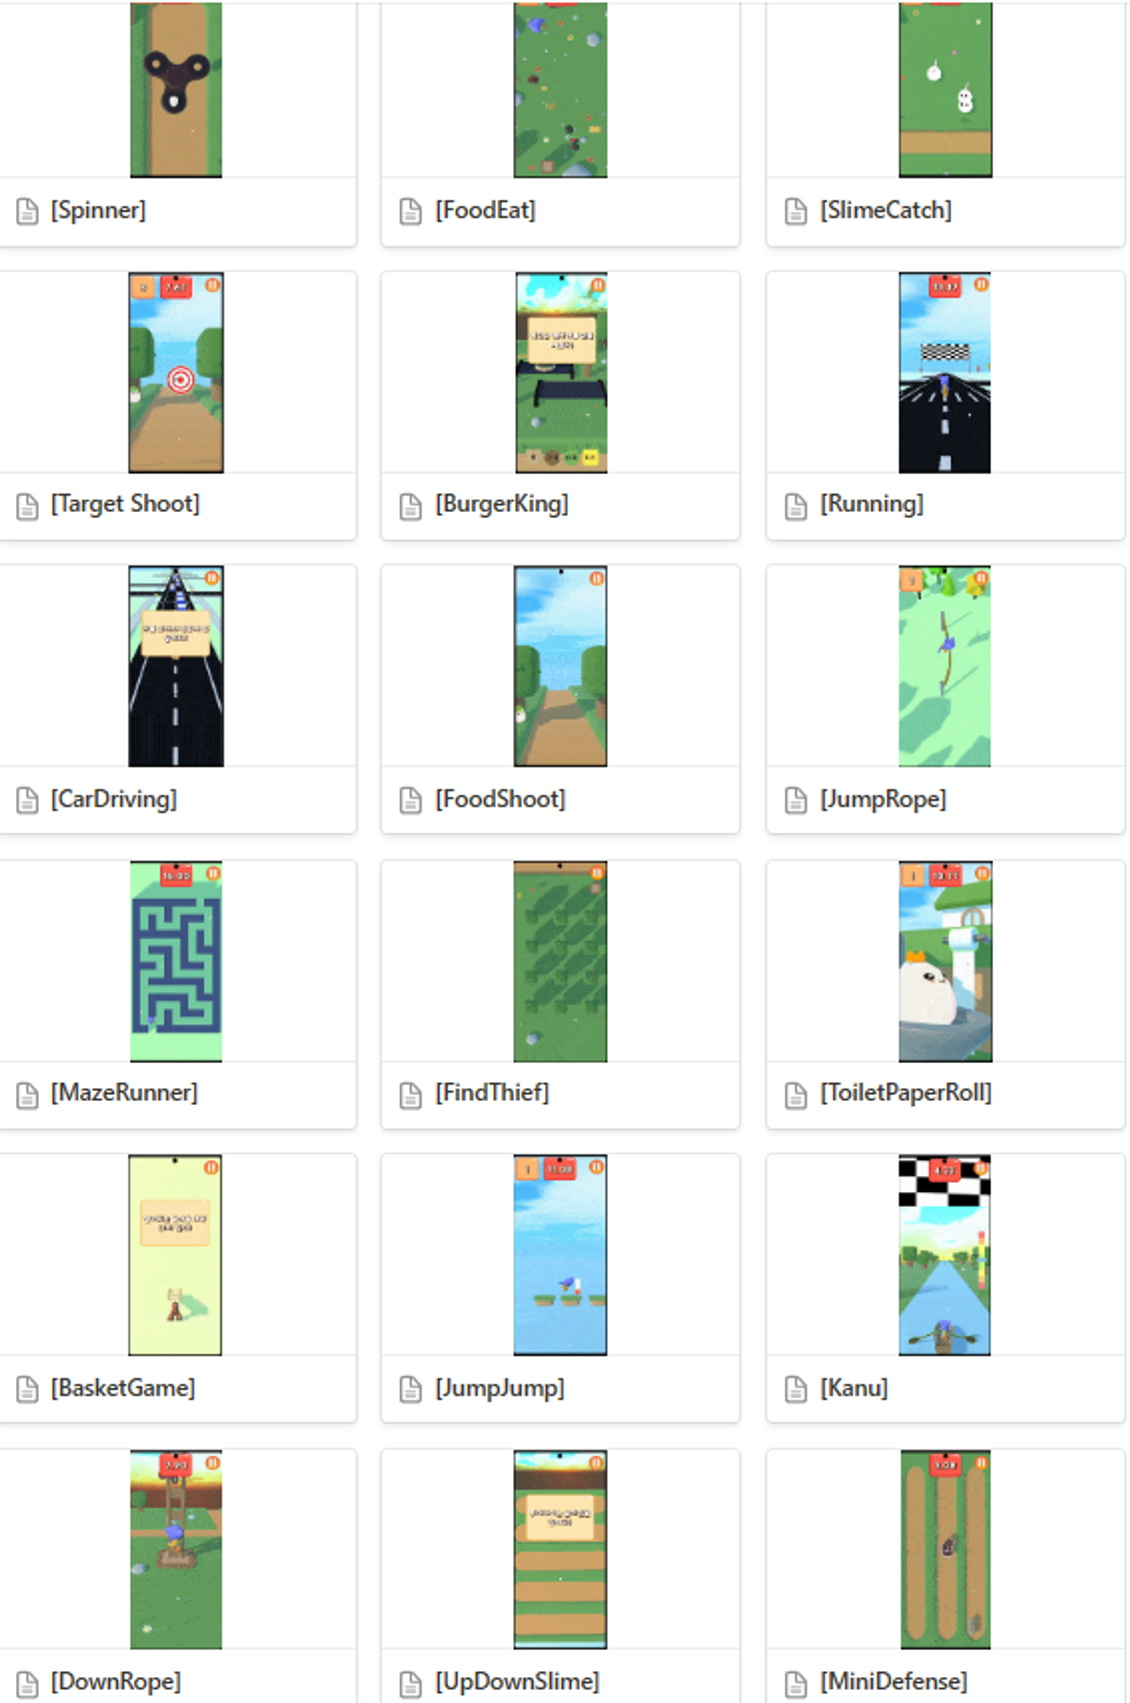 [Spinner]
[FoodEat]
[SlimeCatch]
[Target Shoot]
[BurgerKing]
[Running]
[CarDriving]
[FoodShoot]
[JumpRope]
[MazeRunner]
[FindThief]
[ToiletPaperRoll]
[BasketGame]
[JumpJump]
[Kanu]
[DownRope]
[UpDownSlime]
[MiniDefense]